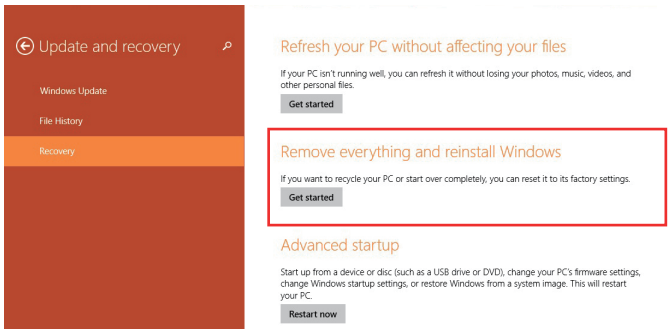 Update and recovery
Windows Update
File History
Recovery
Refresh your PC without affecting your files
If your PC isn't running well, you can refresh it without losing your photos, music, videos, and
other personal files.
Get started
Remove everything and reinstall Windows
If you want to recycle your PC or start over completely, you can reset it to its factory settings.
Get started
Advanced startup
Start up from a device or disc (such as a USB drive or DVD), change your PC's firmware settings,
change Windows startup settings, or restore Windows from a system image. This will restart
your PC.
Restart now